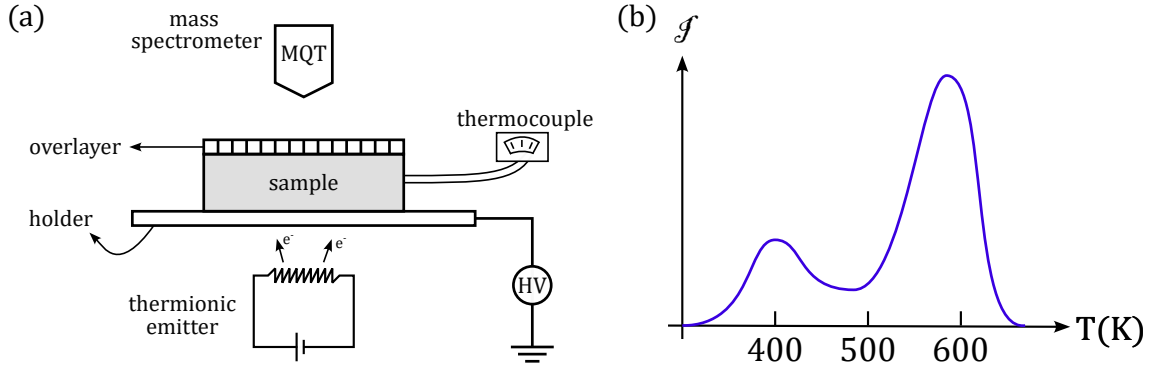 (a)
mass
spectrometer
MQT
thermocouple
overlayer
sample
holder
e-
e-
thermionic
emitter
HV
(b)
ℐ
400
500
600
T(K)